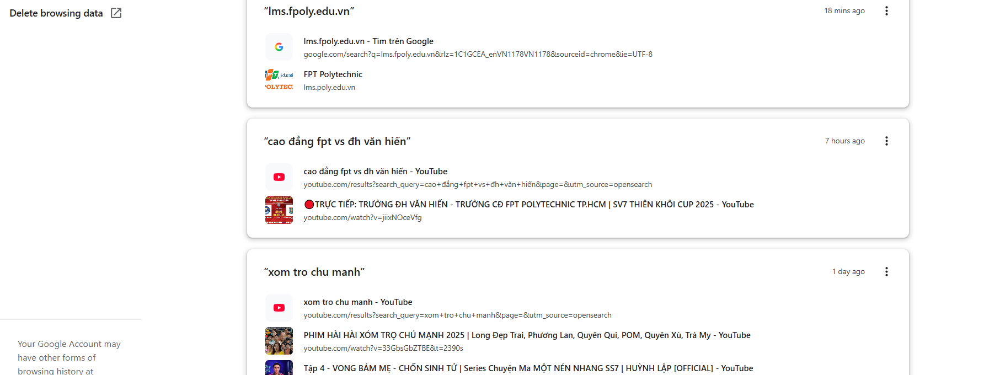 Delete browsing data
“lms.fpoly.edu.vn”
18 mins ago
lms.fpoly.edu.vn - Tìm trên Google
google.com/search?q=lms.fpoly.edu.vn&rlz=1C1GCEA_enVN1178VN1178&sourceid=chrome&ie=UTF-8
FPT Polytechnic
lms.poly.edu.vn
“cao đẳng fpt vs đh văn hiến”
7 hours ago
cao đẳng fpt vs đh văn hiến - YouTube
youtube.com/results?search_query=cao+đẳng+fpt+vs+đh+văn+hiến&page=&utm_source=opensearch
🔴TRỰC TIẾP: TRƯỜNG ĐH VĂN HIẾN - TRƯỜNG CĐ FPT POLYTECHNIC TP.HCM | SV7 THIÊN KHÔI CUP 2025 - YouTube
youtube.com/watch?v=jiixNOceVfg
“xom tro chu manh”
1 day ago
xom tro chu manh - YouTube
youtube.com/results?search_query=xom+tro+chu+manh&page=&utm_source=opensearch
PHIM HÀI HÀI XÓM TRỌ CHÚ MẠNH 2025 | Long Đẹp Trai, Phương Lan, Quyên Qui, POM, Quyên Xù, Trà My - YouTube
youtube.com/watch?v=33GbsGbZTBE&t=2390s
Tập 4 - VONG BÁM MẸ - CHỐN SINH TỬ | Series Chuyện Ma MỘT NÉN NHANG SS7 | HUỲNH LẬP [OFFICIAL] - YouTube
Your Google Account may
have other forms of
browsing history at